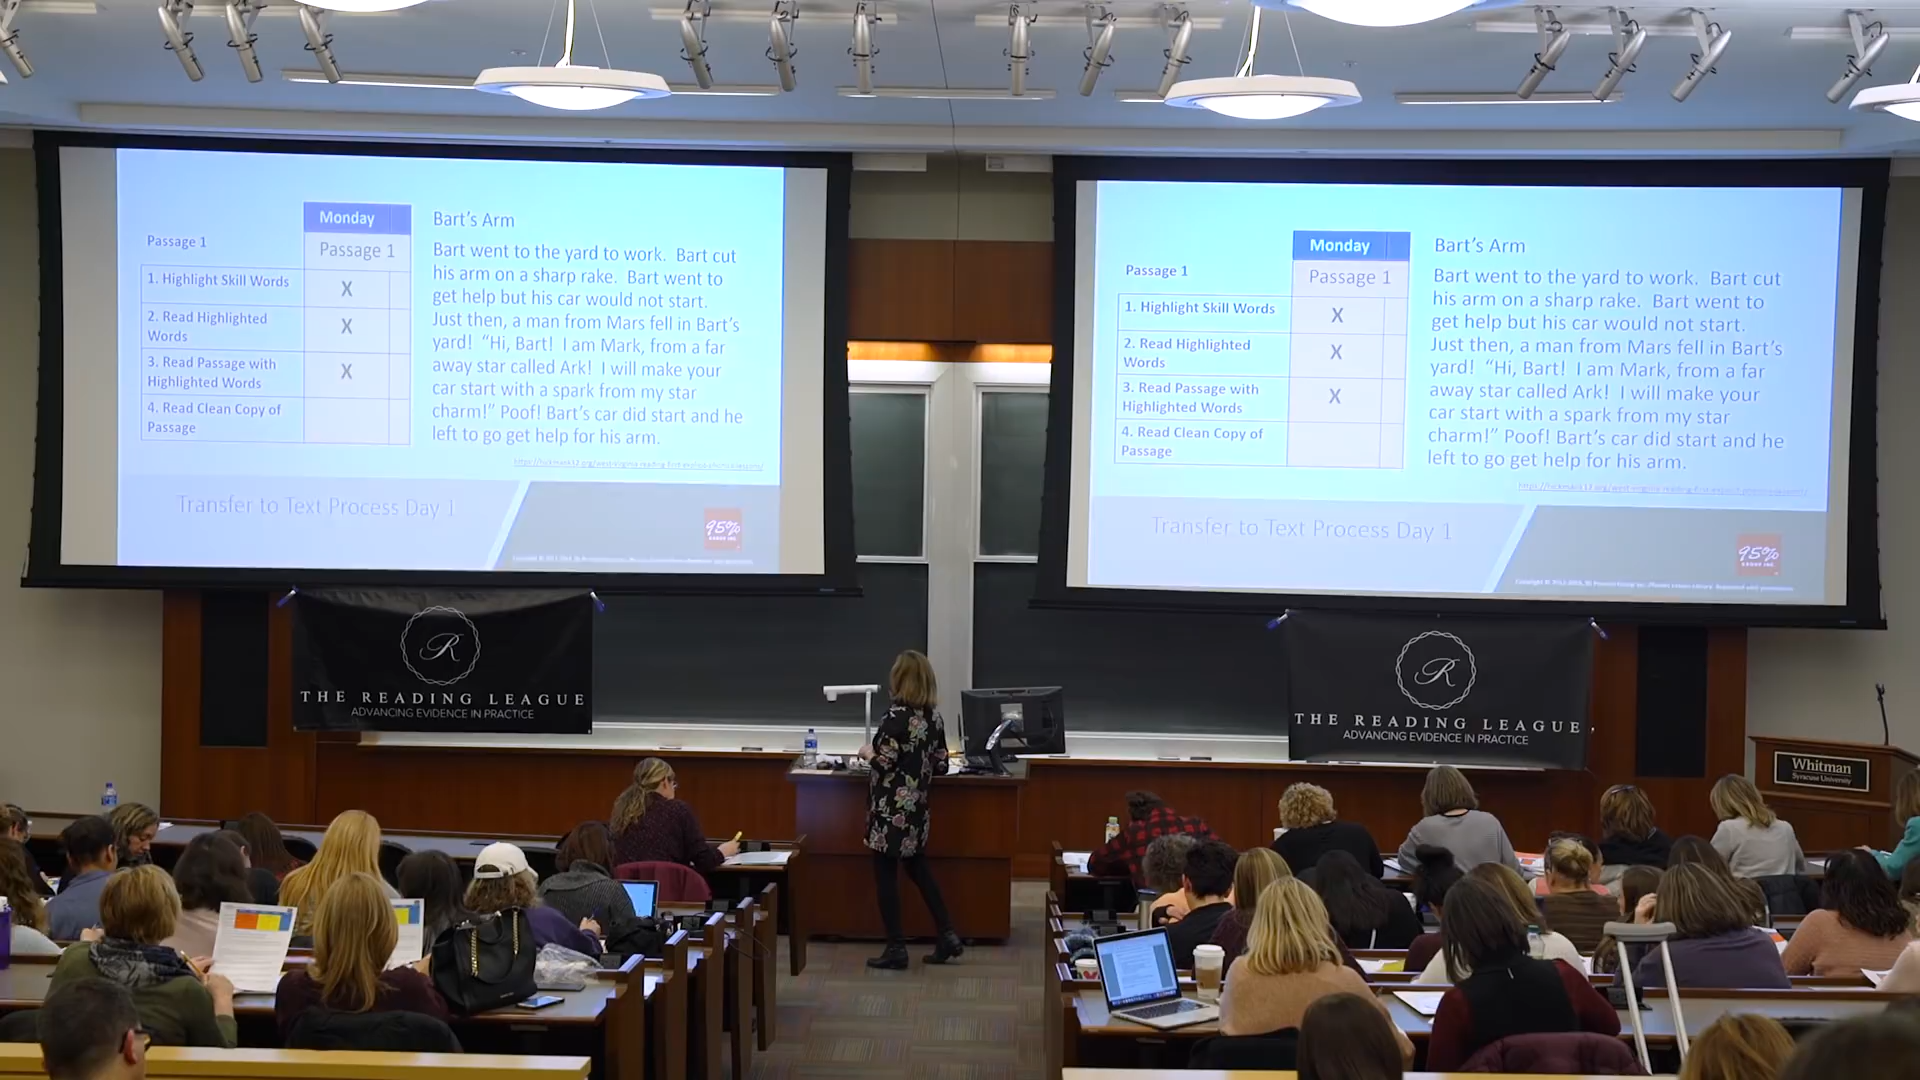 Monday
Passage 1
Passage 1
1. Highlight Skill Words
X
2. Read Highlighted
Words
X
3. Read Passage with
Highlighted Words
X
4. Read Clean Copy of
Passage
Bart's Arm
Bart went to the yard to work. Bart cut
his arm on a sharp rake. Bart went to
get help but his car would not start.
Just then, a man from Mars fell in Bart's
yard! “Hi, Bart! I am Mark, from a far
away star called Ark! I will make your
car start with a spark from my star
charm!” Poof! Bart's car did start and he
left to go get help for his arm.
Transfer to Text Process Day 1
95%
GROUP INC.
Monday
Passage 1
Passage 1
1. Highlight Skill Words
X
2. Read Highlighted
Words
X
3. Read Passage with
Highlighted Words
X
4. Read Clean Copy of
Passage
Bart's Arm
Bart went to the yard to work. Bart cut
his arm on a sharp rake. Bart went to
get help but his car would not start.
Just then, a man from Mars fell in Bart's
yard! “Hi, Bart! I am Mark, from a far
away star called Ark! I will make your
car start with a spark from my star
charm!” Poof! Bart's car did start and he
left to go get help for his arm.
Transfer to Text Process Day 1
95%
GROUP INC.
R
THE READING LEAGUE
ADVANCING EVIDENCE IN PRACTICE
R
THE READING LEAGUE
ADVANCING EVIDENCE IN PRACTICE
Whitman
Syracuse University